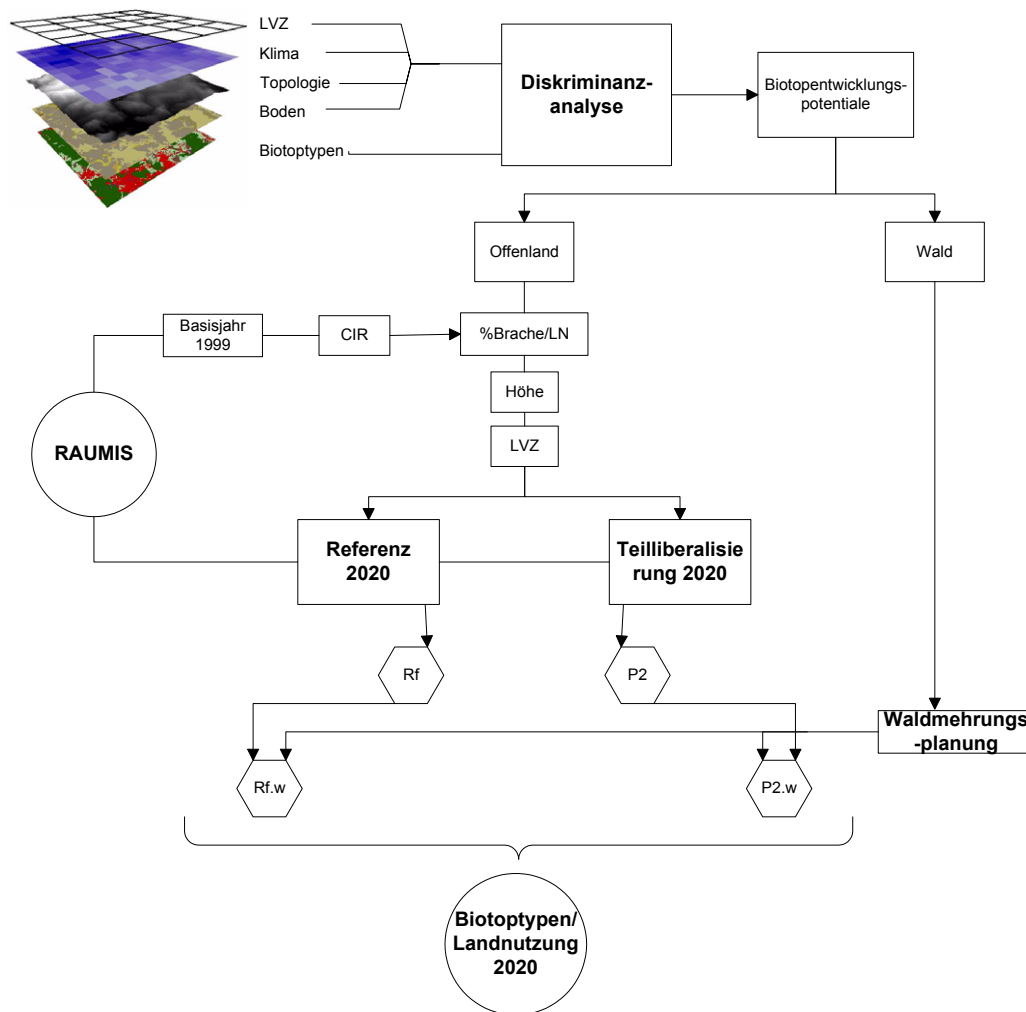 LVZ
Klima
Topologie
Boden
Biotoptypen
Diskriminanz-
analyse
Biotopentwicklungs-
potentiale
Offenland
Wald
Basisjahr
1999
CIR
%Brache/LN
Höhe
LVZ
RAUMIS
Referenz
2020
Teilliberalisie
rung 2020
Rf
P2
Waldmehrungs
-planung
Rf.w
P2.w
Biotoptypen/
Landnutzung
2020